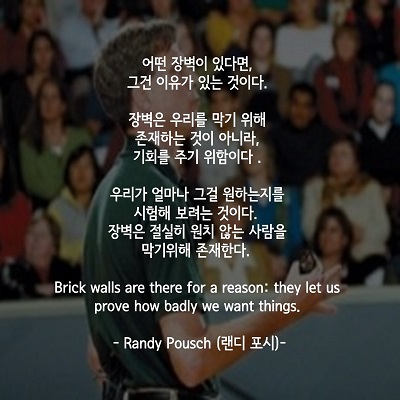 어떤 장벽이 있다면,
그건 이유가 있는 것이다.
장벽은 우리를 막기 위해
존재하는 것이 아니라,
기회를 주기 위함이다 .
우리가 얼마나 그걸 원하는지를
시험해 보려는 것이다.
장벽은 절실히 원치 않는 사람을
막기위해 존재한다.
Brick walls are there for a reason: they let us
prove how badly we want things.
- Randy Pousch (랜디 포시)-